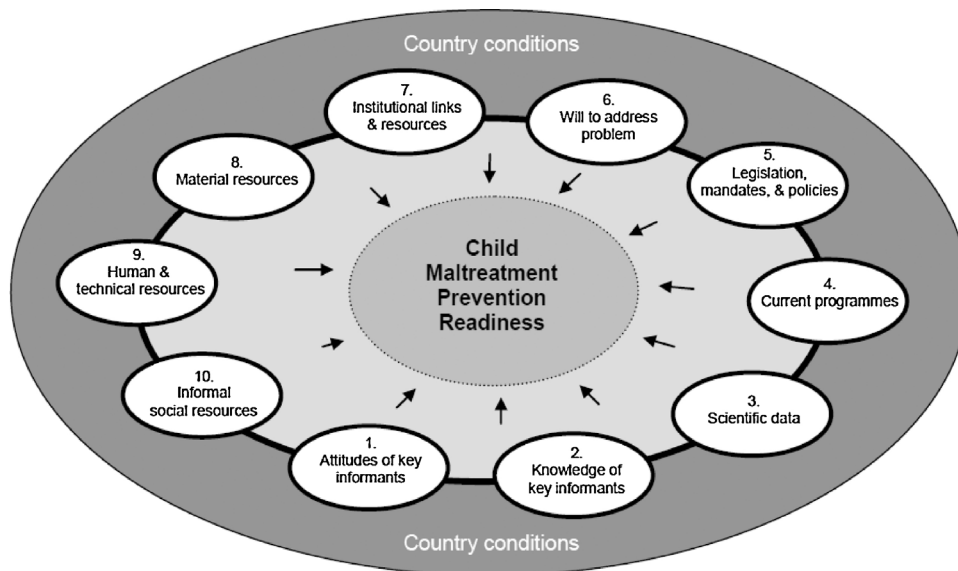 Country conditions
7.
Institutional links
& resources
6.
Will to address
problem
8.
Material resources
5.
Legislation,
mandates, & policies
Child
Maltreatment
Prevention
Readiness
9.
Human &
technical resources
4.
Current programmes
10.
Informal
social resources
3.
Scientific data
1.
Attitudes of key
informants
2.
Knowledge of
key informants
Country conditions